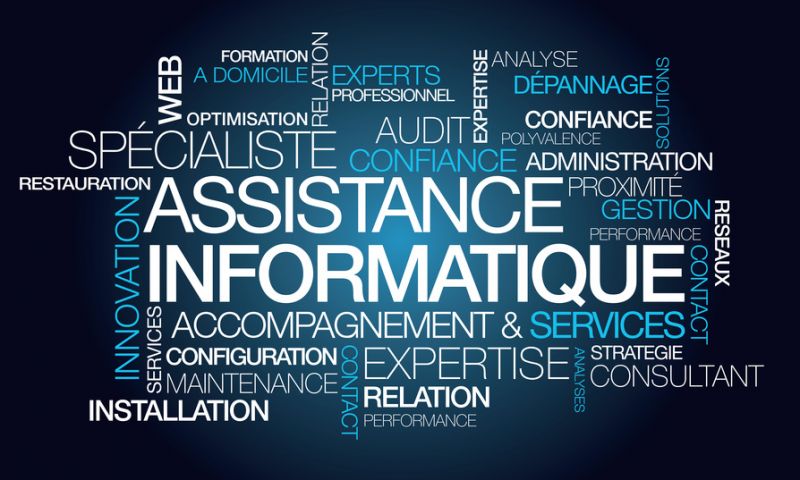 WEB
FORMATION
A DOMICILE
RELATION
EXPERTS
PROFESSIONNEL
EXPERTISE
ANALYSE
DÉPANNAGE
SOLUTIONS
OPTIMISATION
AUDIT
CONFIANCE
POLYVALENCE
SPÉCIALISTE
CONFIANCE
ADMINISTRATION
RESTAURATION
ASSISTANCE
PROXIMITÉ
GESTION
PERFORMANCE
RESEAUX
INNOVATION
INFORMATIQUE
CONTACT
SERVICES
ACCOMPAGNEMENT & SERVICES
CONFIGURATION
MAINTENANCE
CONTACT
EXPERTISE
ANALYSES
STRATEGIE
CONSULTANT
INSTALLATION
RELATION
PERFORMANCE